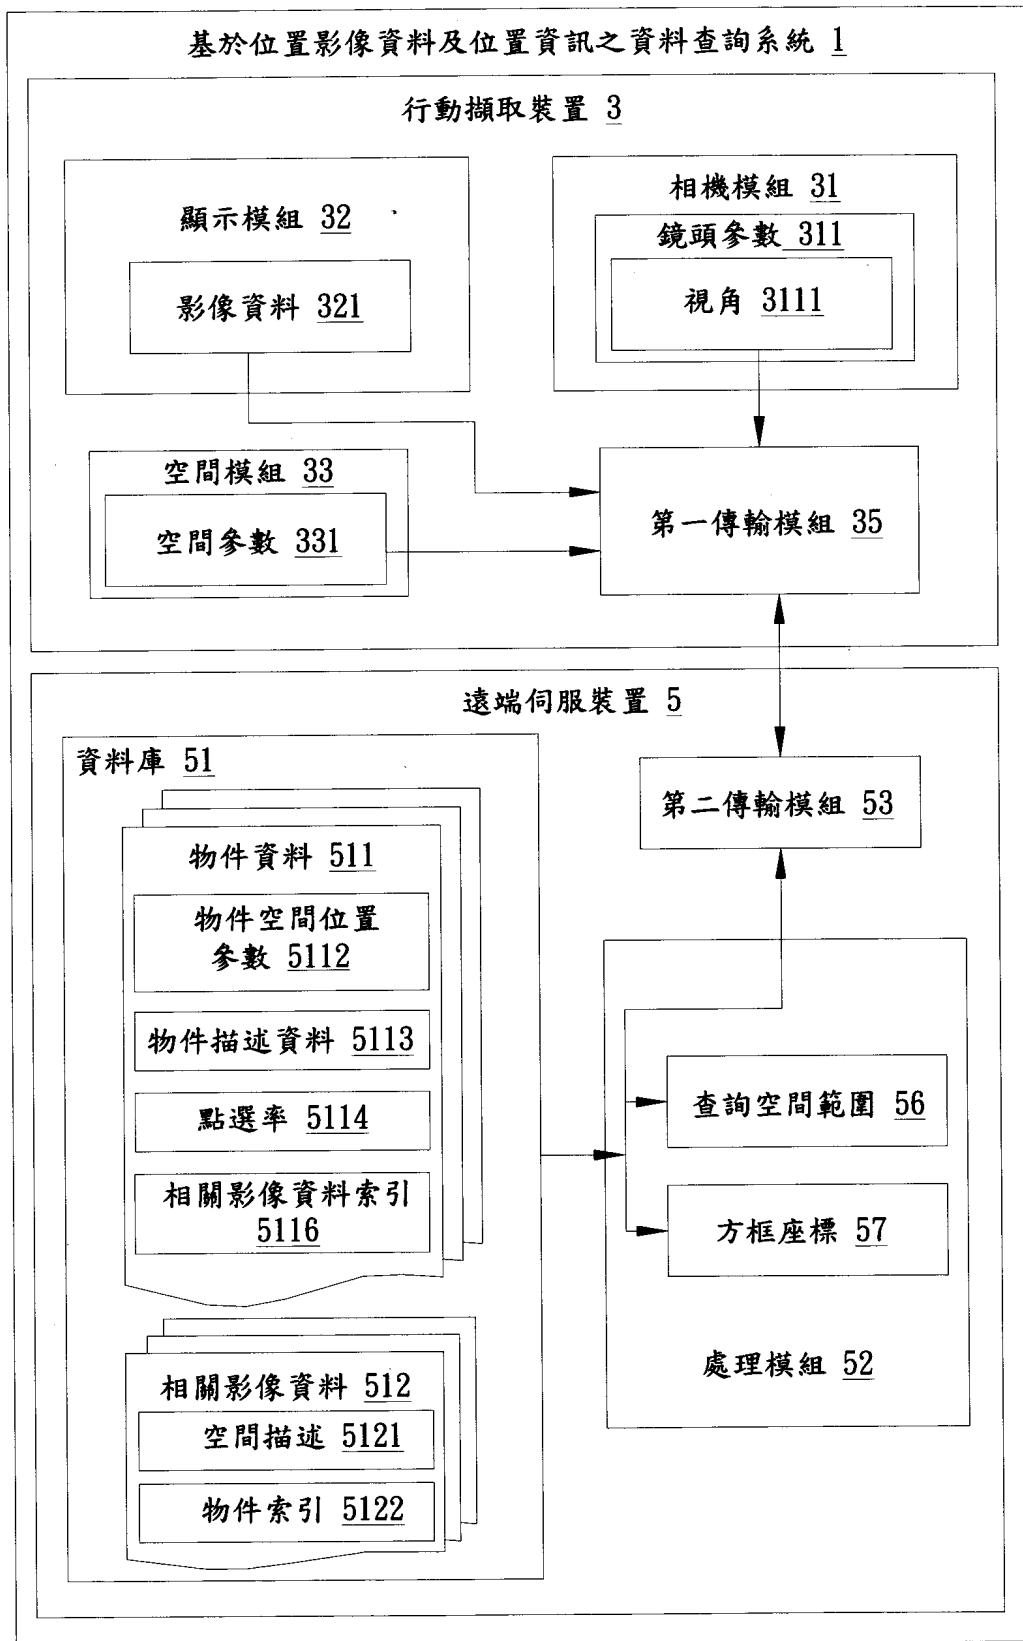 基於位置影像資料及位置資訊之資料查詢系統 1
行動擷取裝置 3
顯示模組 32
影像資料 321
相機模組 31
鏡頭參數 311
視角 3111
空間模組 33
空間參數 331
第一傳輸模組 35
遠端伺服裝置 5
資料庫 51
物件資料 511
物件空間位置
參數 5112
物件描述資料 5113
點選率 5114
相關影像資料索引
5116
相關影像資料 512
空間描述 5121
物件索引 5122
第二傳輸模組 53
查詢空間範圍 56
方框座標 57
處理模組 52